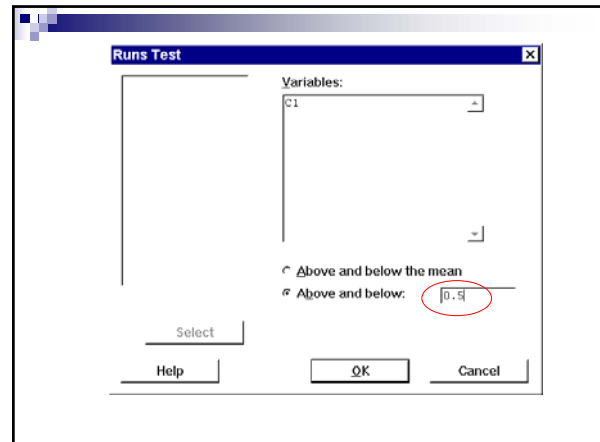 Runs Test
Variables:
C1
Above and below the mean
Above and below: 0.5
Select
Help OK Cancel